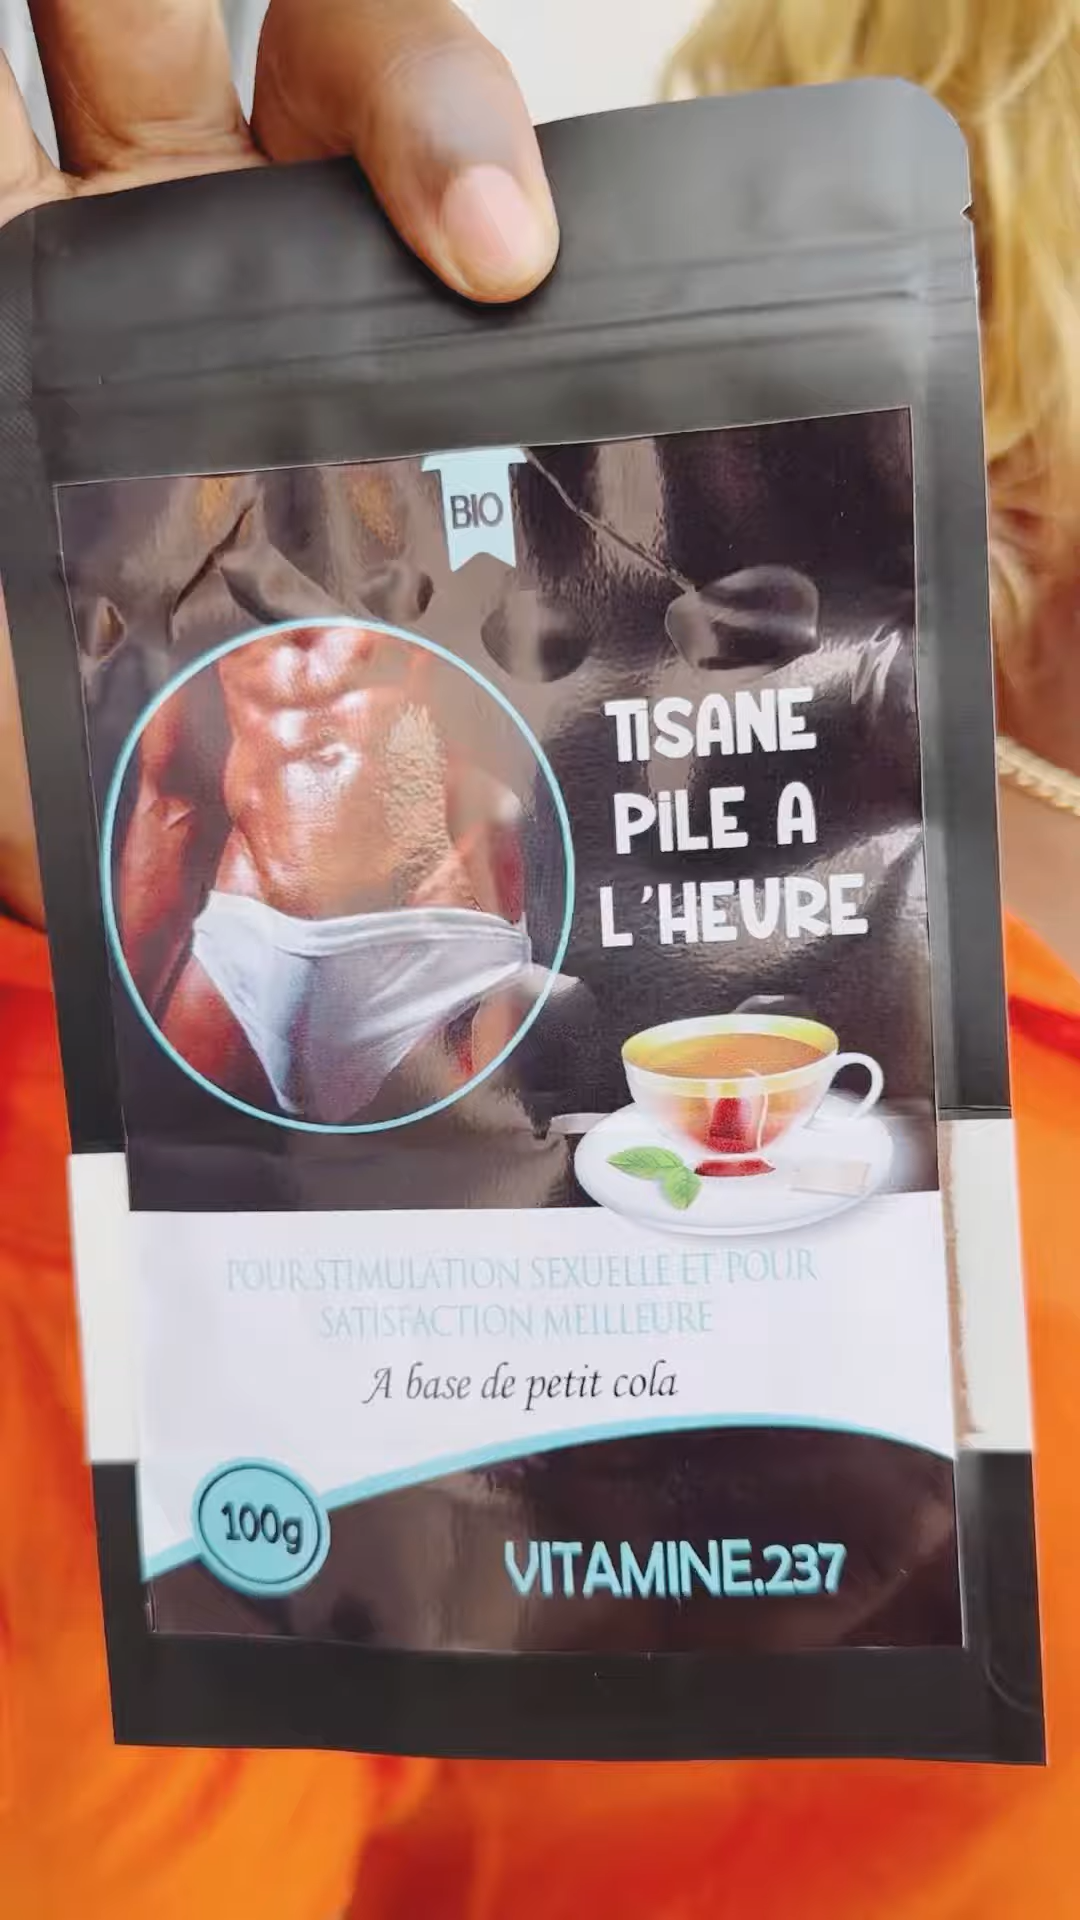 BIO
TISANE
PILE A
L'HEURE
POUR STIMULATION SEXUELLE ET POUR
SATISFACTION MEILLEURE
A base de petit cola
100g
VITAMINE.237